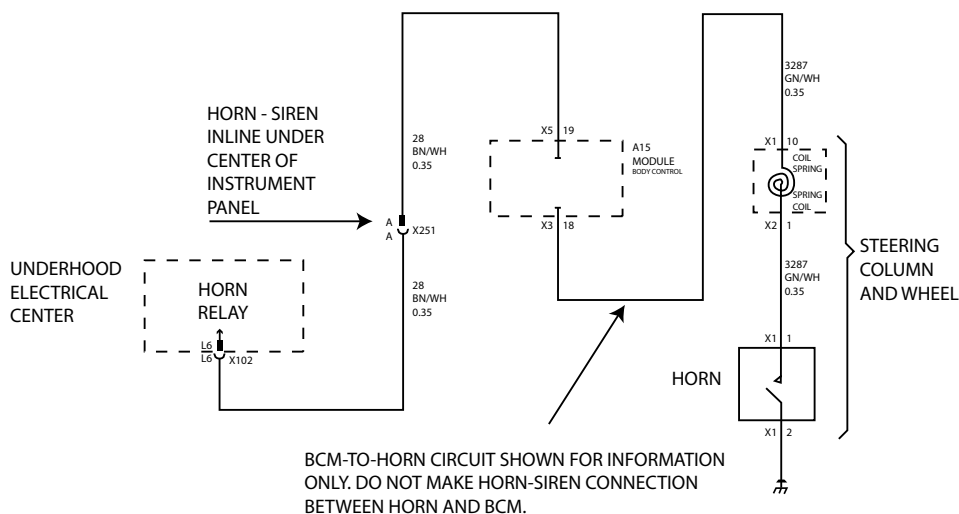 HORN - SIREN
INLINE UNDER
CENTER OF
INSTRUMENT
PANEL
28
BN/WH
0.35
X5 19
A15
MODULE
BODY CONTROL
X3 18
3287
GN/WH
0.35
X1 10
COIL
SPRING
SPRING
COIL
X2 1
A
A X251
UNDERHOOD
ELECTRICAL
CENTER
HORN
RELAY
L6
L6 X102
28
BN/WH
0.35
3287
GN/WH
0.35
STEERING
COLUMN
AND WHEEL
X1 1
HORN
X1 2
BCM-TO-HORN CIRCUIT SHOWN FOR INFORMATION
ONLY. DO NOT MAKE HORN-SIREN CONNECTION
BETWEEN HORN AND BCM.